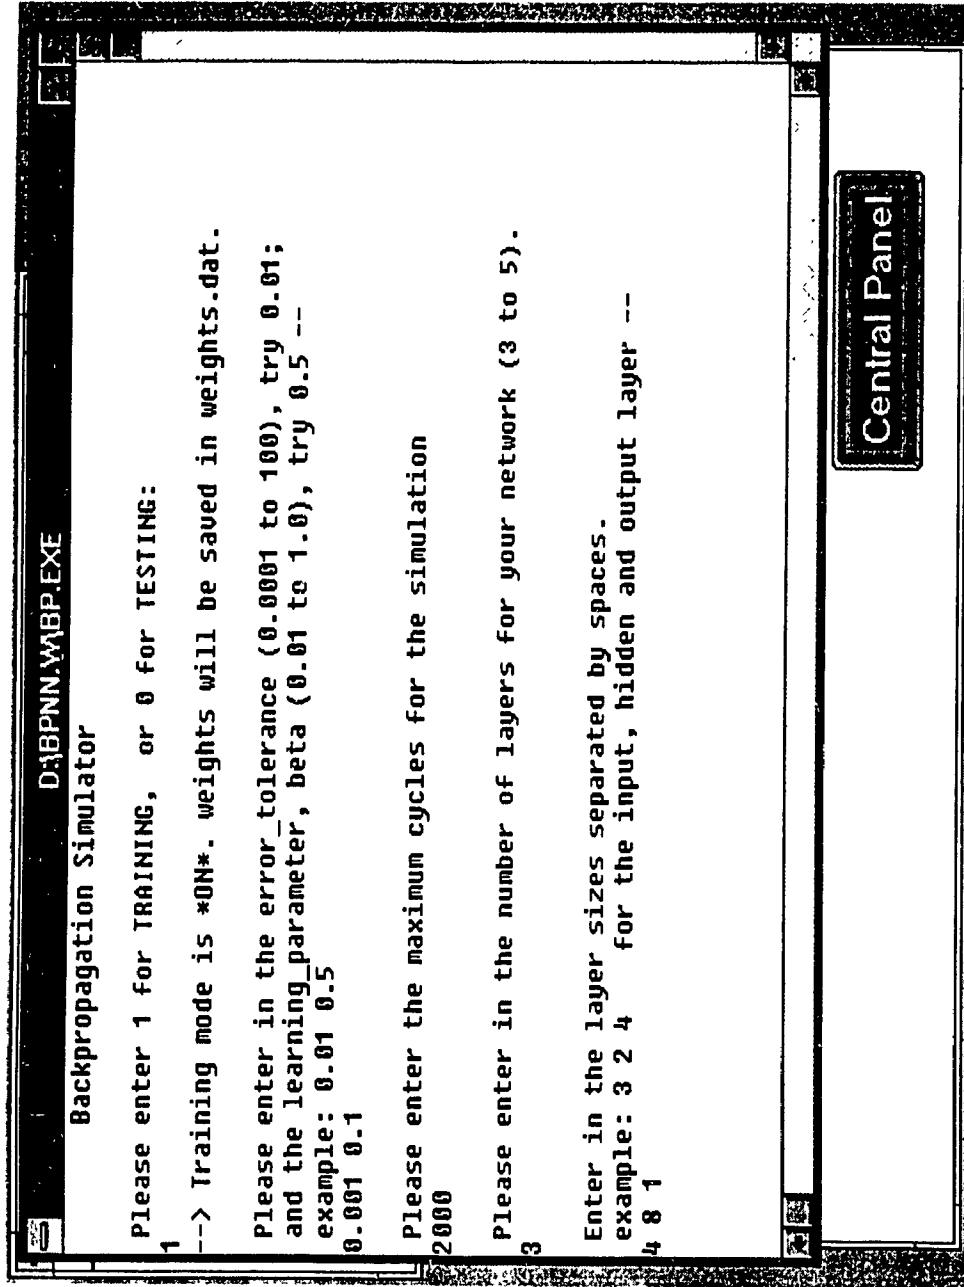 D:\BPNN.W\BP.EXE
Backpropagation Simulator
Please enter 1 for TRAINING, or 0 for TESTING:
1
--> Training mode is *ON*. weights will be saved in weights.dat.
Please enter in the error_tolerance (0.0001 to 100), try 0.01;
and the learning_parameter, beta (0.01 to 1.0), try 0.5 --
example: 0.01 0.5
0.001 0.1
Please enter the maximum cycles for the simulation
2000
Please enter in the number of layers for your network (3 to 5).
3
Enter in the layer sizes separated by spaces.
example: 3 2 4 for the input, hidden and output layer --
4 8 1
Central Panel